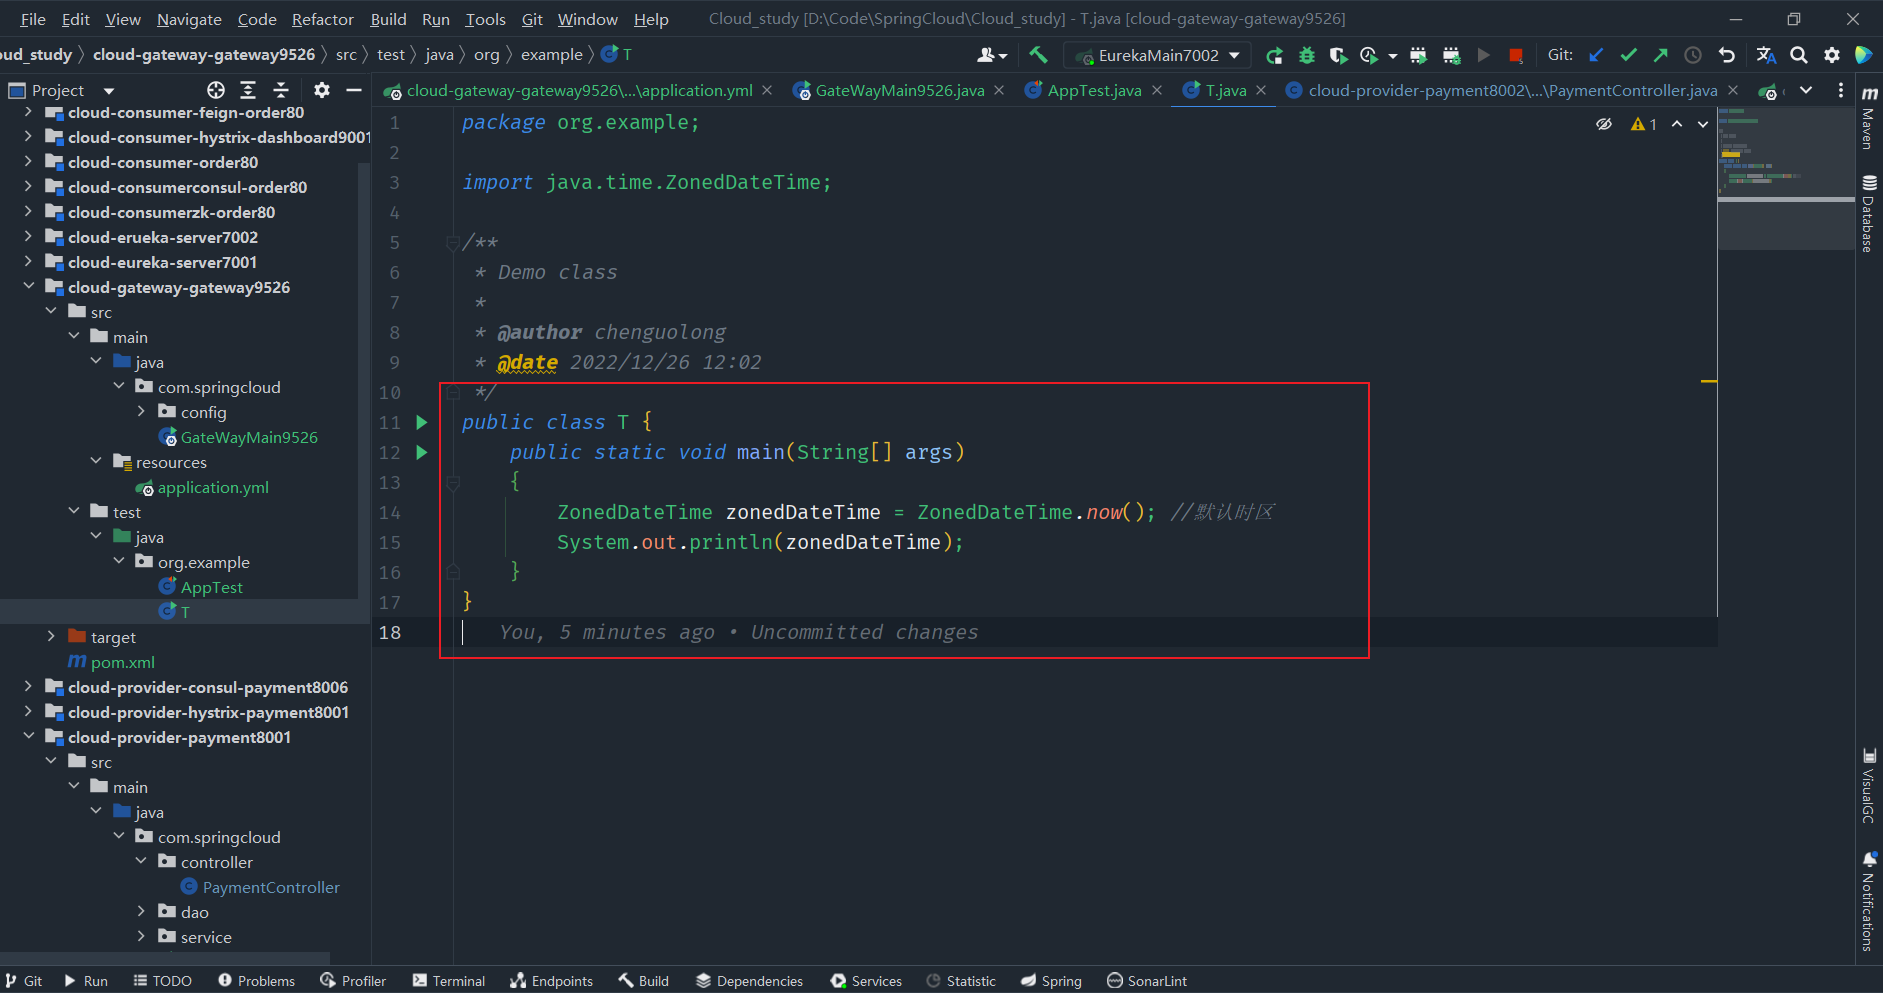 File Edit View Navigate Code Refactor Build Run Tools Git Window Help Cloud_study [D:\Code\SpringCloud\Cloud_study] - T.java [cloud-gateway-gateway9526]
oud_study cloud-gateway-gateway9526 src test java org example T EurekaMain7002 Git:
Project cloud-gateway-gateway9526\...\application.yml GateWayMain9526.java AppTest.java T.java cloud-provider-payment8002\...\PaymentController.java
cloud-consumer-feign-order80
cloud-consumer-hystrix-dashboard9001
cloud-consumer-order80
cloud-consumerconsul-order80
cloud-consumerzk-order80
cloud-erueka-server7002
cloud-eureka-server7001
cloud-gateway-gateway9526
src
main
java
com.springcloud
config
GateWayMain9526
resources
application.yml
test
java
org.example
AppTest
T
target
pom.xml
cloud-provider-consul-payment8006
cloud-provider-hystrix-payment8001
cloud-provider-payment8001
src
main
java
com.springcloud
controller
PaymentController
dao
service
1 package org.example;
2
3 import java.time.ZonedDateTime;
4
5 /**
6 * Demo class
7 *
8 * @author chenguolong
9 * @date 2022/12/26 12:02
10 */
11 public class T {
12 public static void main(String[] args)
13 {
14 ZonedDateTime zonedDateTime = ZonedDateTime.now(); //默认时区
15 System.out.println(zonedDateTime);
16 }
17 }
18 You, 5 minutes ago • Uncommitted changes
1
m Maven
Database
VisualGC
Notifications
Git Run TODO Problems Profiler Terminal Endpoints Build Dependencies Services Statistic Spring SonarLint